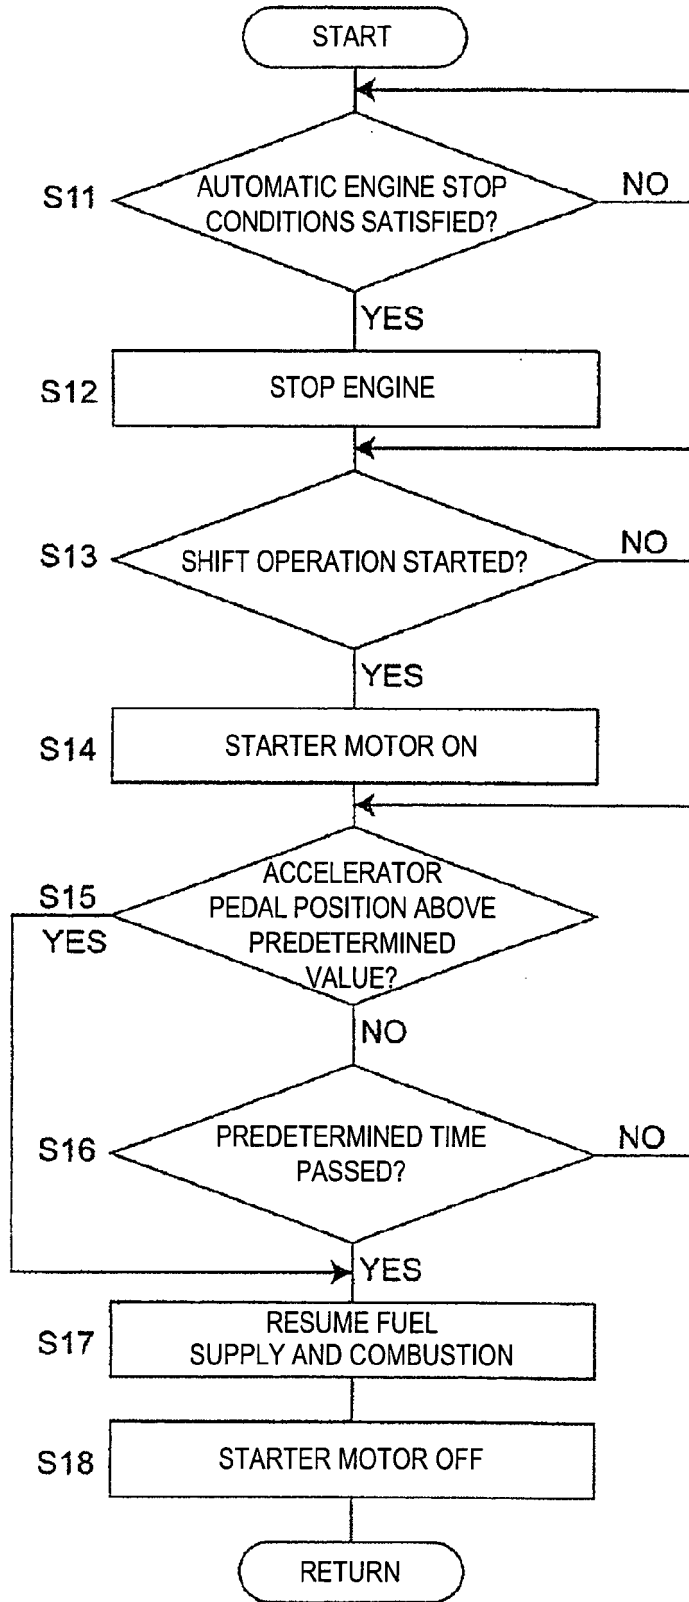 START
S11
AUTOMATIC ENGINE STOP
CONDITIONS SATISFIED?
NO
YES
S12
STOP ENGINE
S13
SHIFT OPERATION STARTED?
NO
YES
S14
STARTER MOTOR ON
S15
YES
ACCELERATOR
PEDAL POSITION ABOVE
PREDETERMINED
VALUE?
NO
S16
PREDETERMINED TIME
PASSED?
NO
YES
S17
RESUME FUEL
SUPPLY AND COMBUSTION
S18
STARTER MOTOR OFF
RETURN